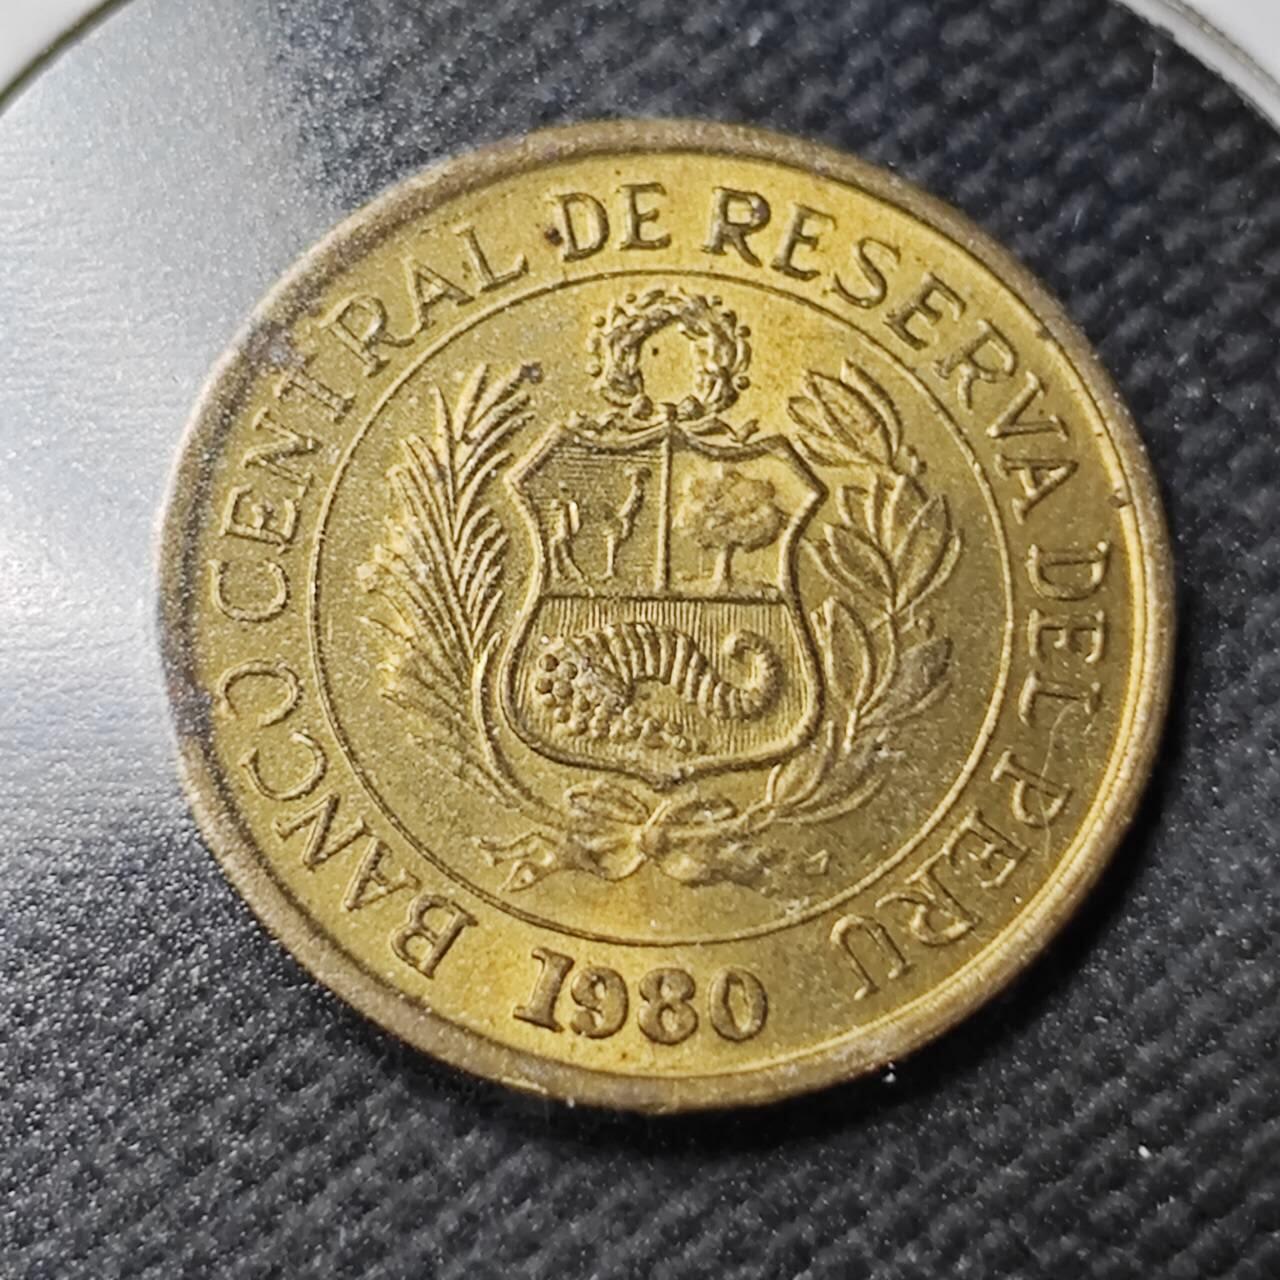 BANCO CENTRAL DE RESERVA DEL PERU
1980